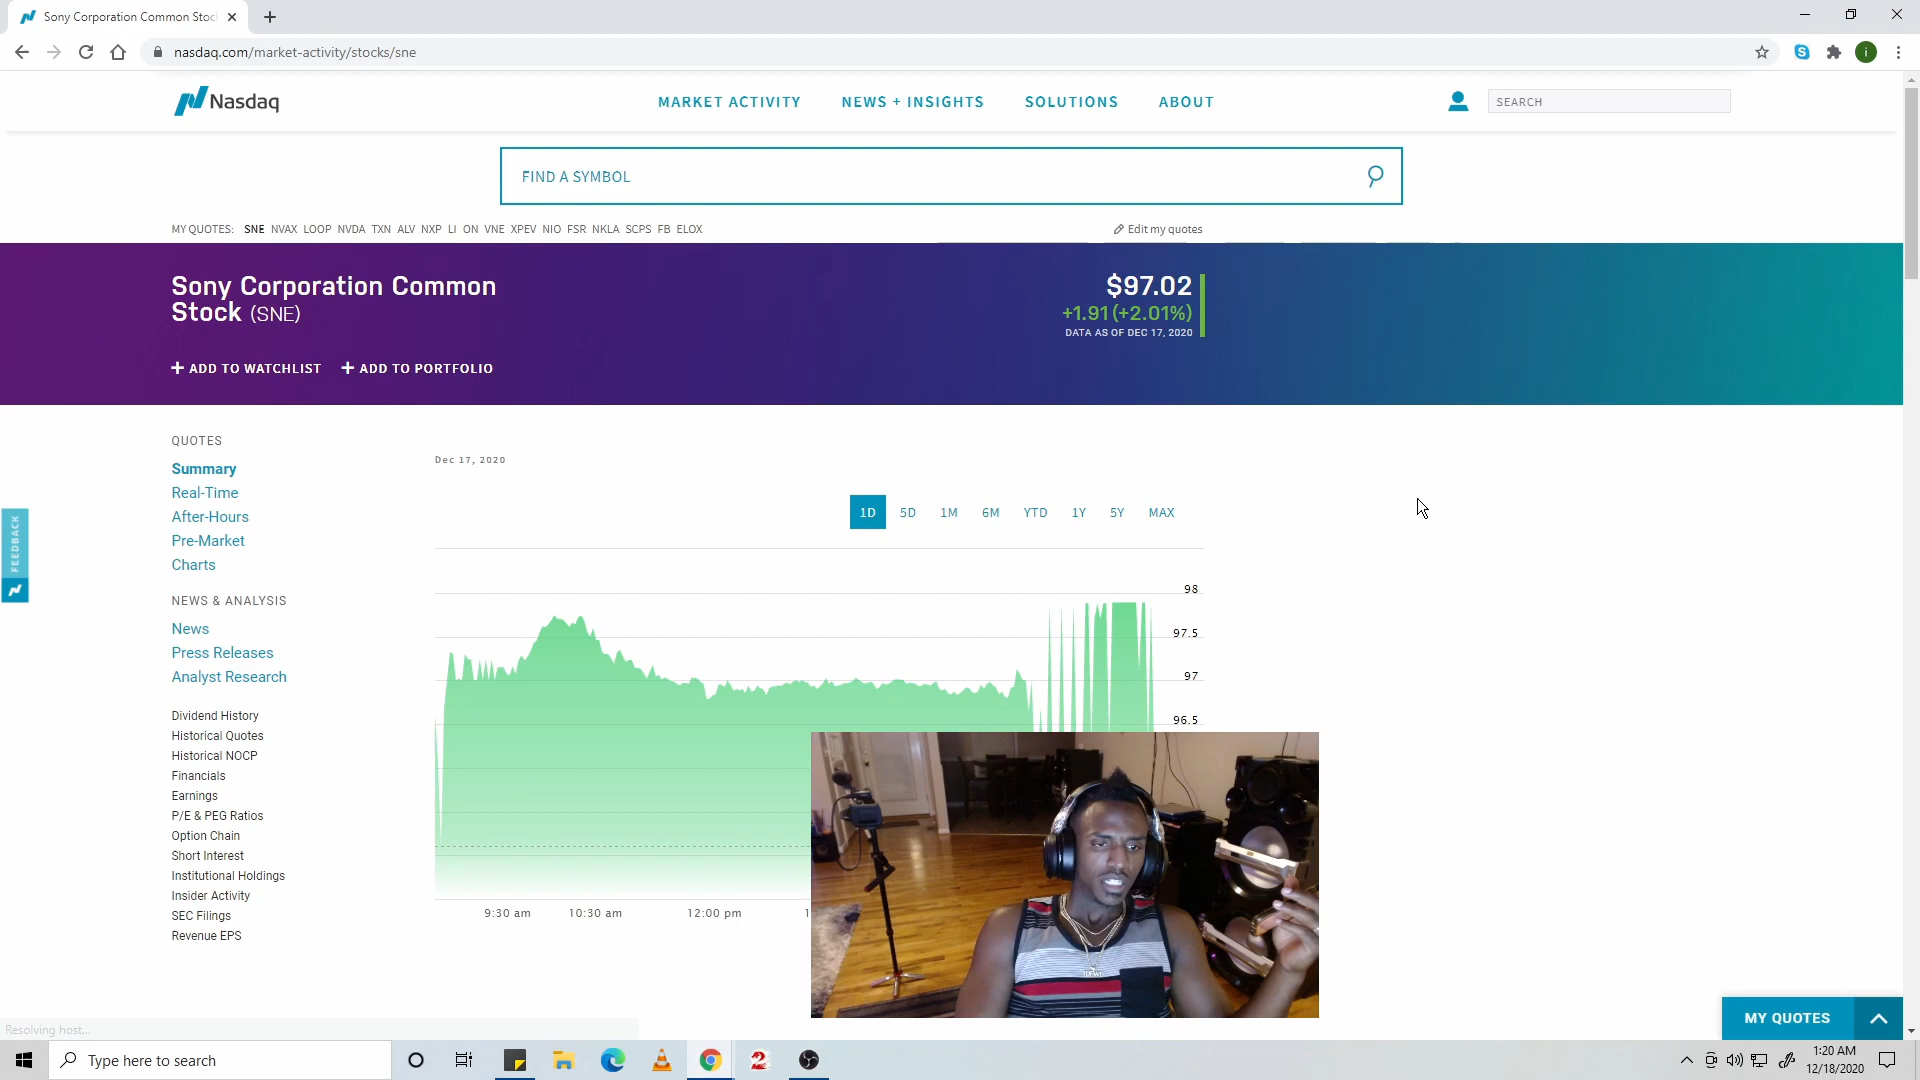 Sony Corporation Common Stoc
nasdaq.com/market-activity/stocks/sne
i
Nasdaq
MARKET ACTIVITY NEWS + INSIGHTS SOLUTIONS ABOUT
SEARCH
FIND A SYMBOL
MY QUOTES: SNE NVAX LOOP NVDA TXN ALV NXP LI ON VNE XPEV NIO FSR NKLA SCPS FB ELOX
Edit my quotes
Sony Corporation Common
Stock (SNE)
$97.02
+1.91 (+2.01%)
DATA AS OF DEC 17, 2020
+ ADD TO WATCHLIST + ADD TO PORTFOLIO
QUOTES
Summary
Real-Time
After-Hours
Pre-Market
Charts
NEWS & ANALYSIS
News
Press Releases
Analyst Research
Dividend History
Historical Quotes
Historical NOCP
Financials
Earnings
P/E & PEG Ratios
Option Chain
Short Interest
Institutional Holdings
Insider Activity
SEC Filings
Revenue EPS
FEEDBACK
Dec 17, 2020
1D 5D 1M 6M YTD 1Y 5Y MAX
98
97.5
97
96.5
9:30 am 10:30 am 12:00 pm 1
MY QUOTES
Resolving host...
Type here to search
1:20 AM
12/18/2020